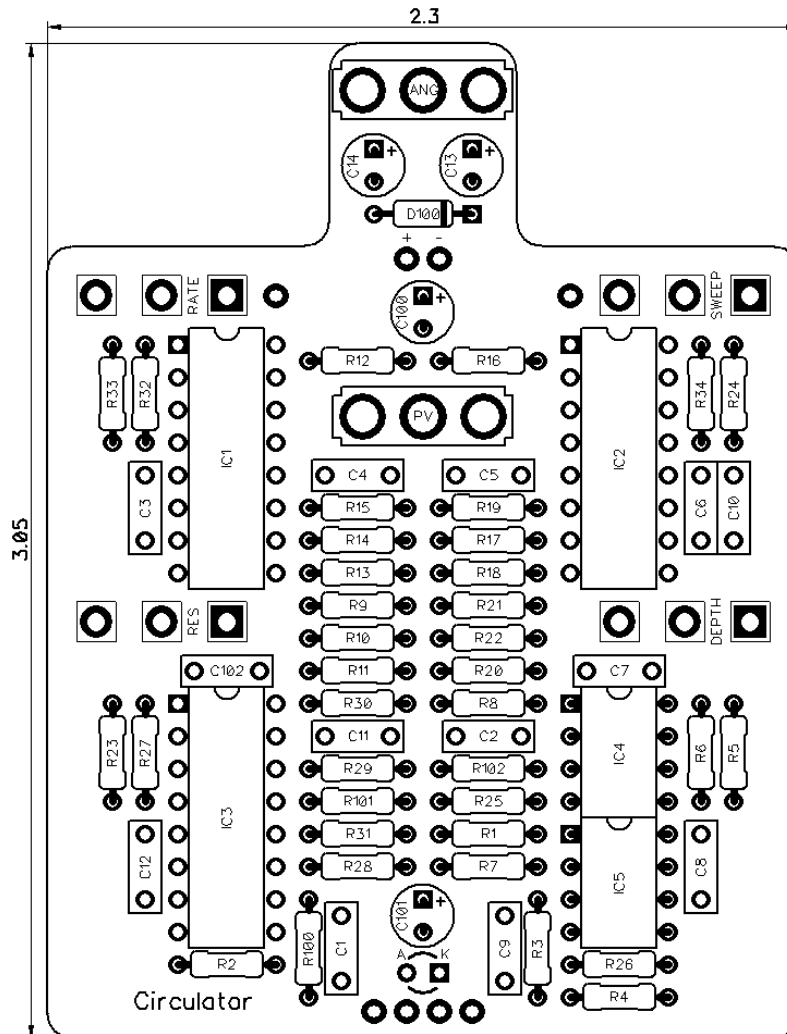 2.3
3.05
ANG
C14 + C13 +
D100
+ -
RATE SWEEP
C100 +
R12 R16
R33 R32 IC1 PV IC2 R34 R24
C3 C4 C5 C6 C10
R15 R19
R14 R17
R13 R18
R9 R21
RES R10 R22 DEPTH
C102 R11 R20 C7
R30 R8
R23 R27 C11 C2 IC4 R6 R5
R29 R102
IC3 R101 R25
C12 R31 R1 C8
R28 R7 IC5
C101 +
R100 C1 C9 R3
R2 A K R26
Circulator R4